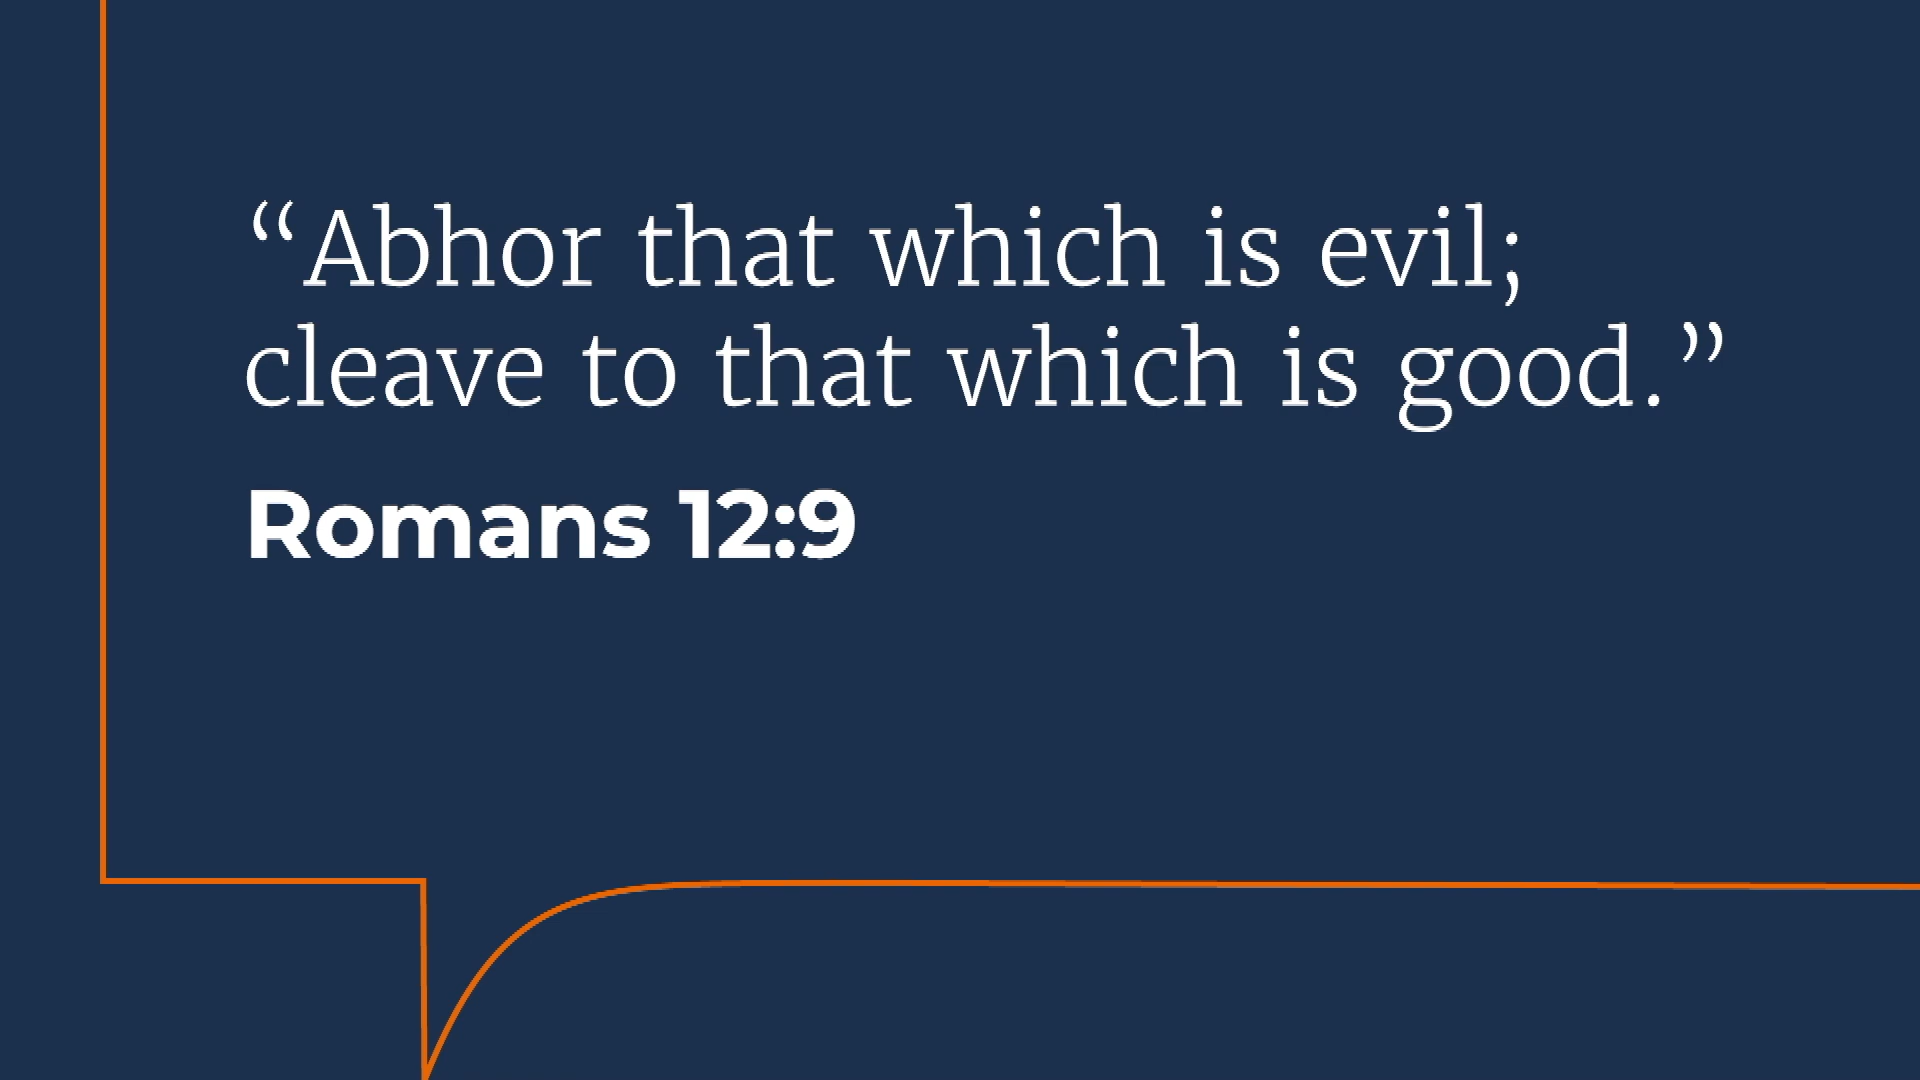 “Abhor that which is evil;
cleave to that which is good.”
Romans 12:9